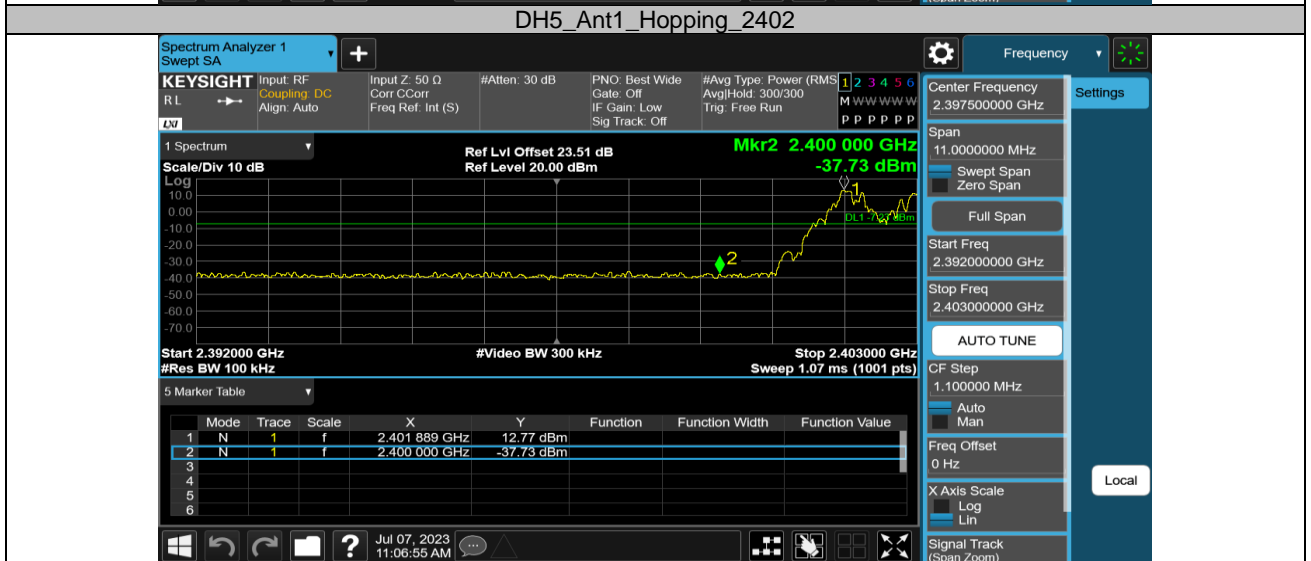 (Span Zoom)
DH5_Ant1_Hopping_2402
Spectrum Analyzer 1
Swept SA
Frequency
KEYSIGHT
RL
LXI
Input: RF
Coupling: DC
Align: Auto
Input Z: 50 Ω
Corr CCorr
Freq Ref: Int (S)
#Atten: 30 dB
PNO: Best Wide
Gate: Off
IF Gain: Low
Sig Track: Off
#Avg Type: Power (RMS
Avg|Hold: 300/300
Trig: Free Run
1 2 3 4 5 6
M W W W W W
P P P P P P
1 Spectrum
Scale/Div 10 dB
Ref Lvl Offset 23.51 dB
Ref Level 20.00 dBm
Mkr2 2.400 000 GHz
-37.73 dBm
Log
10.0
0.00
-10.0
-20.0
-30.0
-40.0
-50.0
-60.0
-70.0
1
2
Start 2.392000 GHz
#Video BW 300 kHz
Stop 2.403000 GHz
#Res BW 100 kHz
Sweep 1.07 ms (1001 pts)
5 Marker Table
Mode Trace Scale X Y Function Function Width Function Value
1 N 1 f 2.401 889 GHz 12.77 dBm
2 N 1 f 2.400 000 GHz -37.73 dBm
3
4
5
6
Jul 07, 2023
11:06:55 AM
Center Frequency
2.397500000 GHz
Span
11.0000000 MHz
Swept Span
Zero Span
Full Span
Start Freq
2.392000000 GHz
Stop Freq
2.403000000 GHz
AUTO TUNE
CF Step
1.100000 MHz
Auto
Man
Freq Offset
0 Hz
X Axis Scale
Log
Lin
Signal Track
(Span Zoom)
Settings
Local